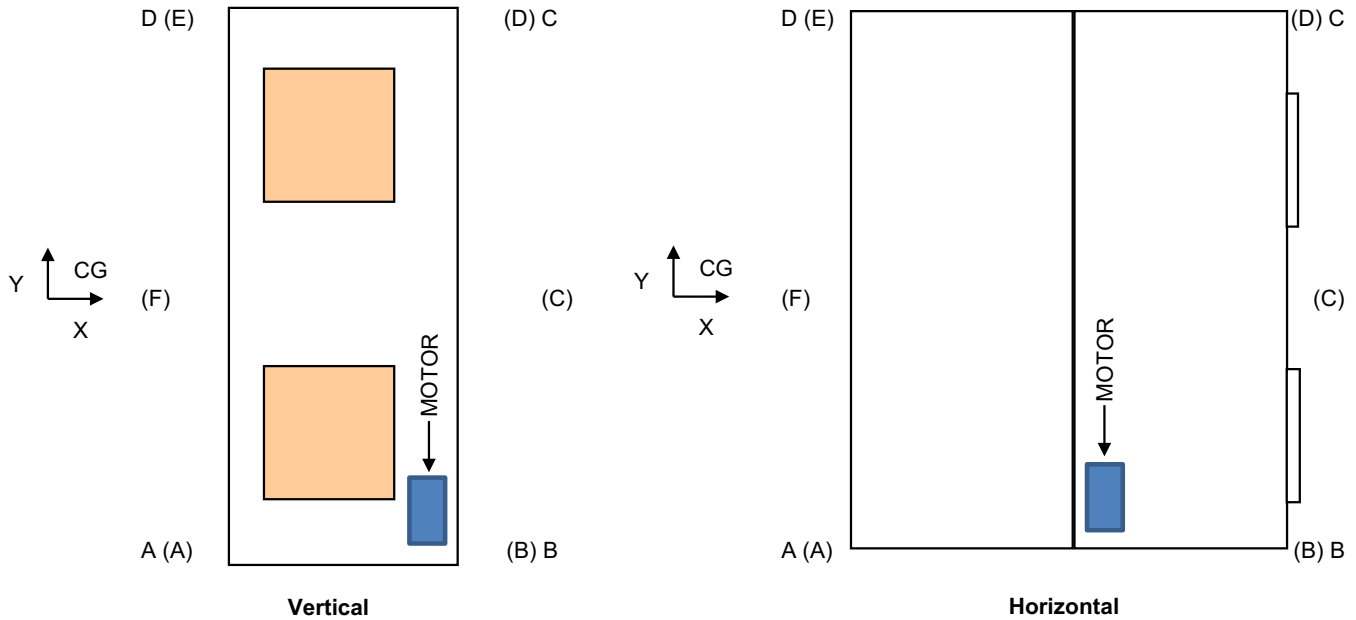 D (E)
(D) C
D (E)
(D) C
Y
CG
X
(F)
(C)
Y
CG
X
(F)
(C)
MOTOR
MOTOR
A (A)
(B) B
A (A)
(B) B
Vertical
Horizontal